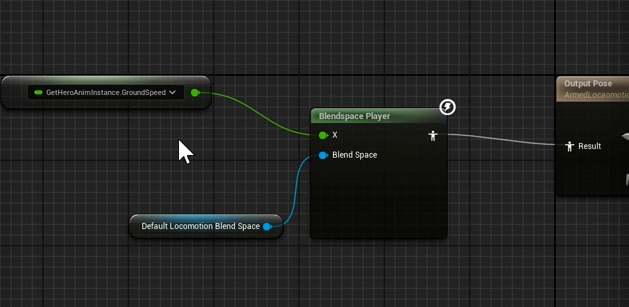 GetHeroAnimInstance.GroundSpeed
Blendspace Player
X
Blend Space
Default Locomotion Blend Space
Output Pose
Result